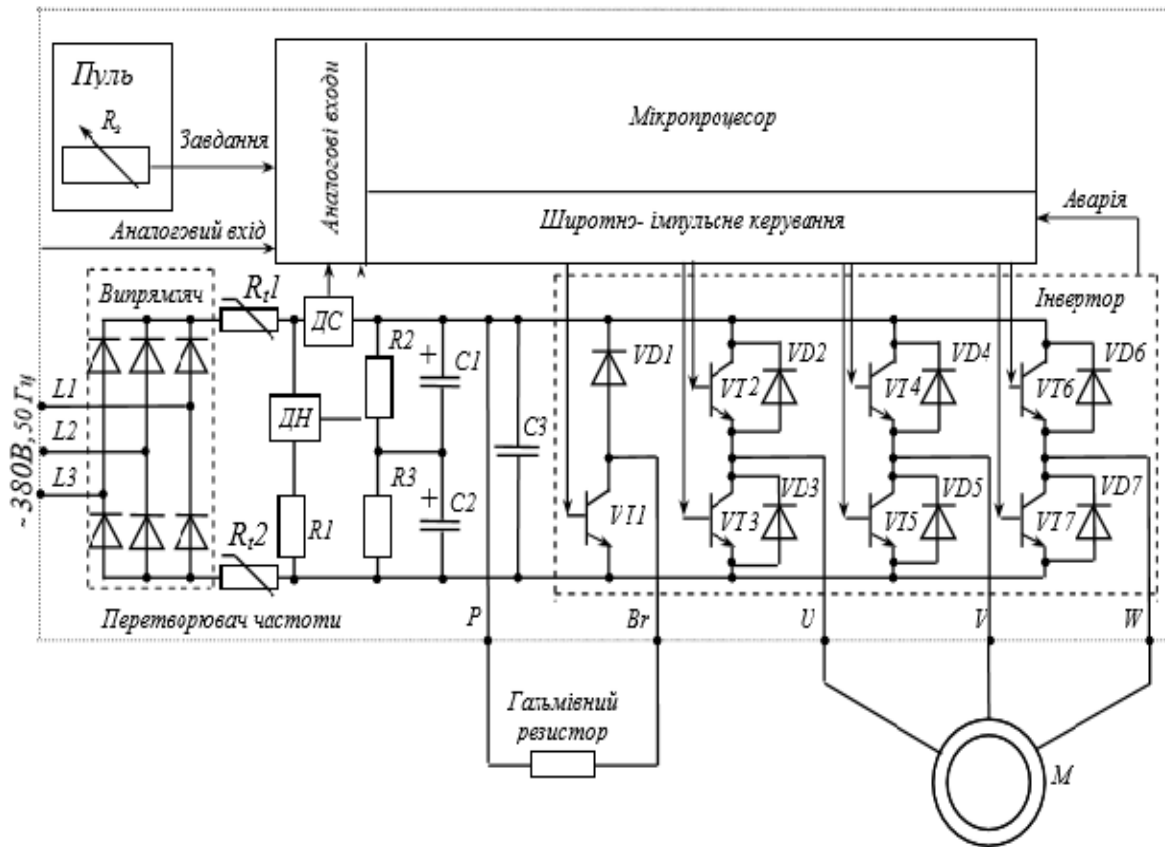 Пуль
Rз
Завдання
Аналогові входи
Мікропроцесор
Широтно- імпульсне керування
Аварія
Аналоговий вхід
Випрямляч
Rt1
ДС
Інвертор
R2
C1
VD1
VD2
VD4
VD6
VT2
VT4
VT6
~ 380В, 50 Гц
L1
L2
L3
ДН
C3
R3
C2
VD3
VD5
VD7
R1
VT1
VT3
VT5
VT7
Rt2
Перетворювач частоти
P
Br
U
V
W
Гальмівний
резистор
M